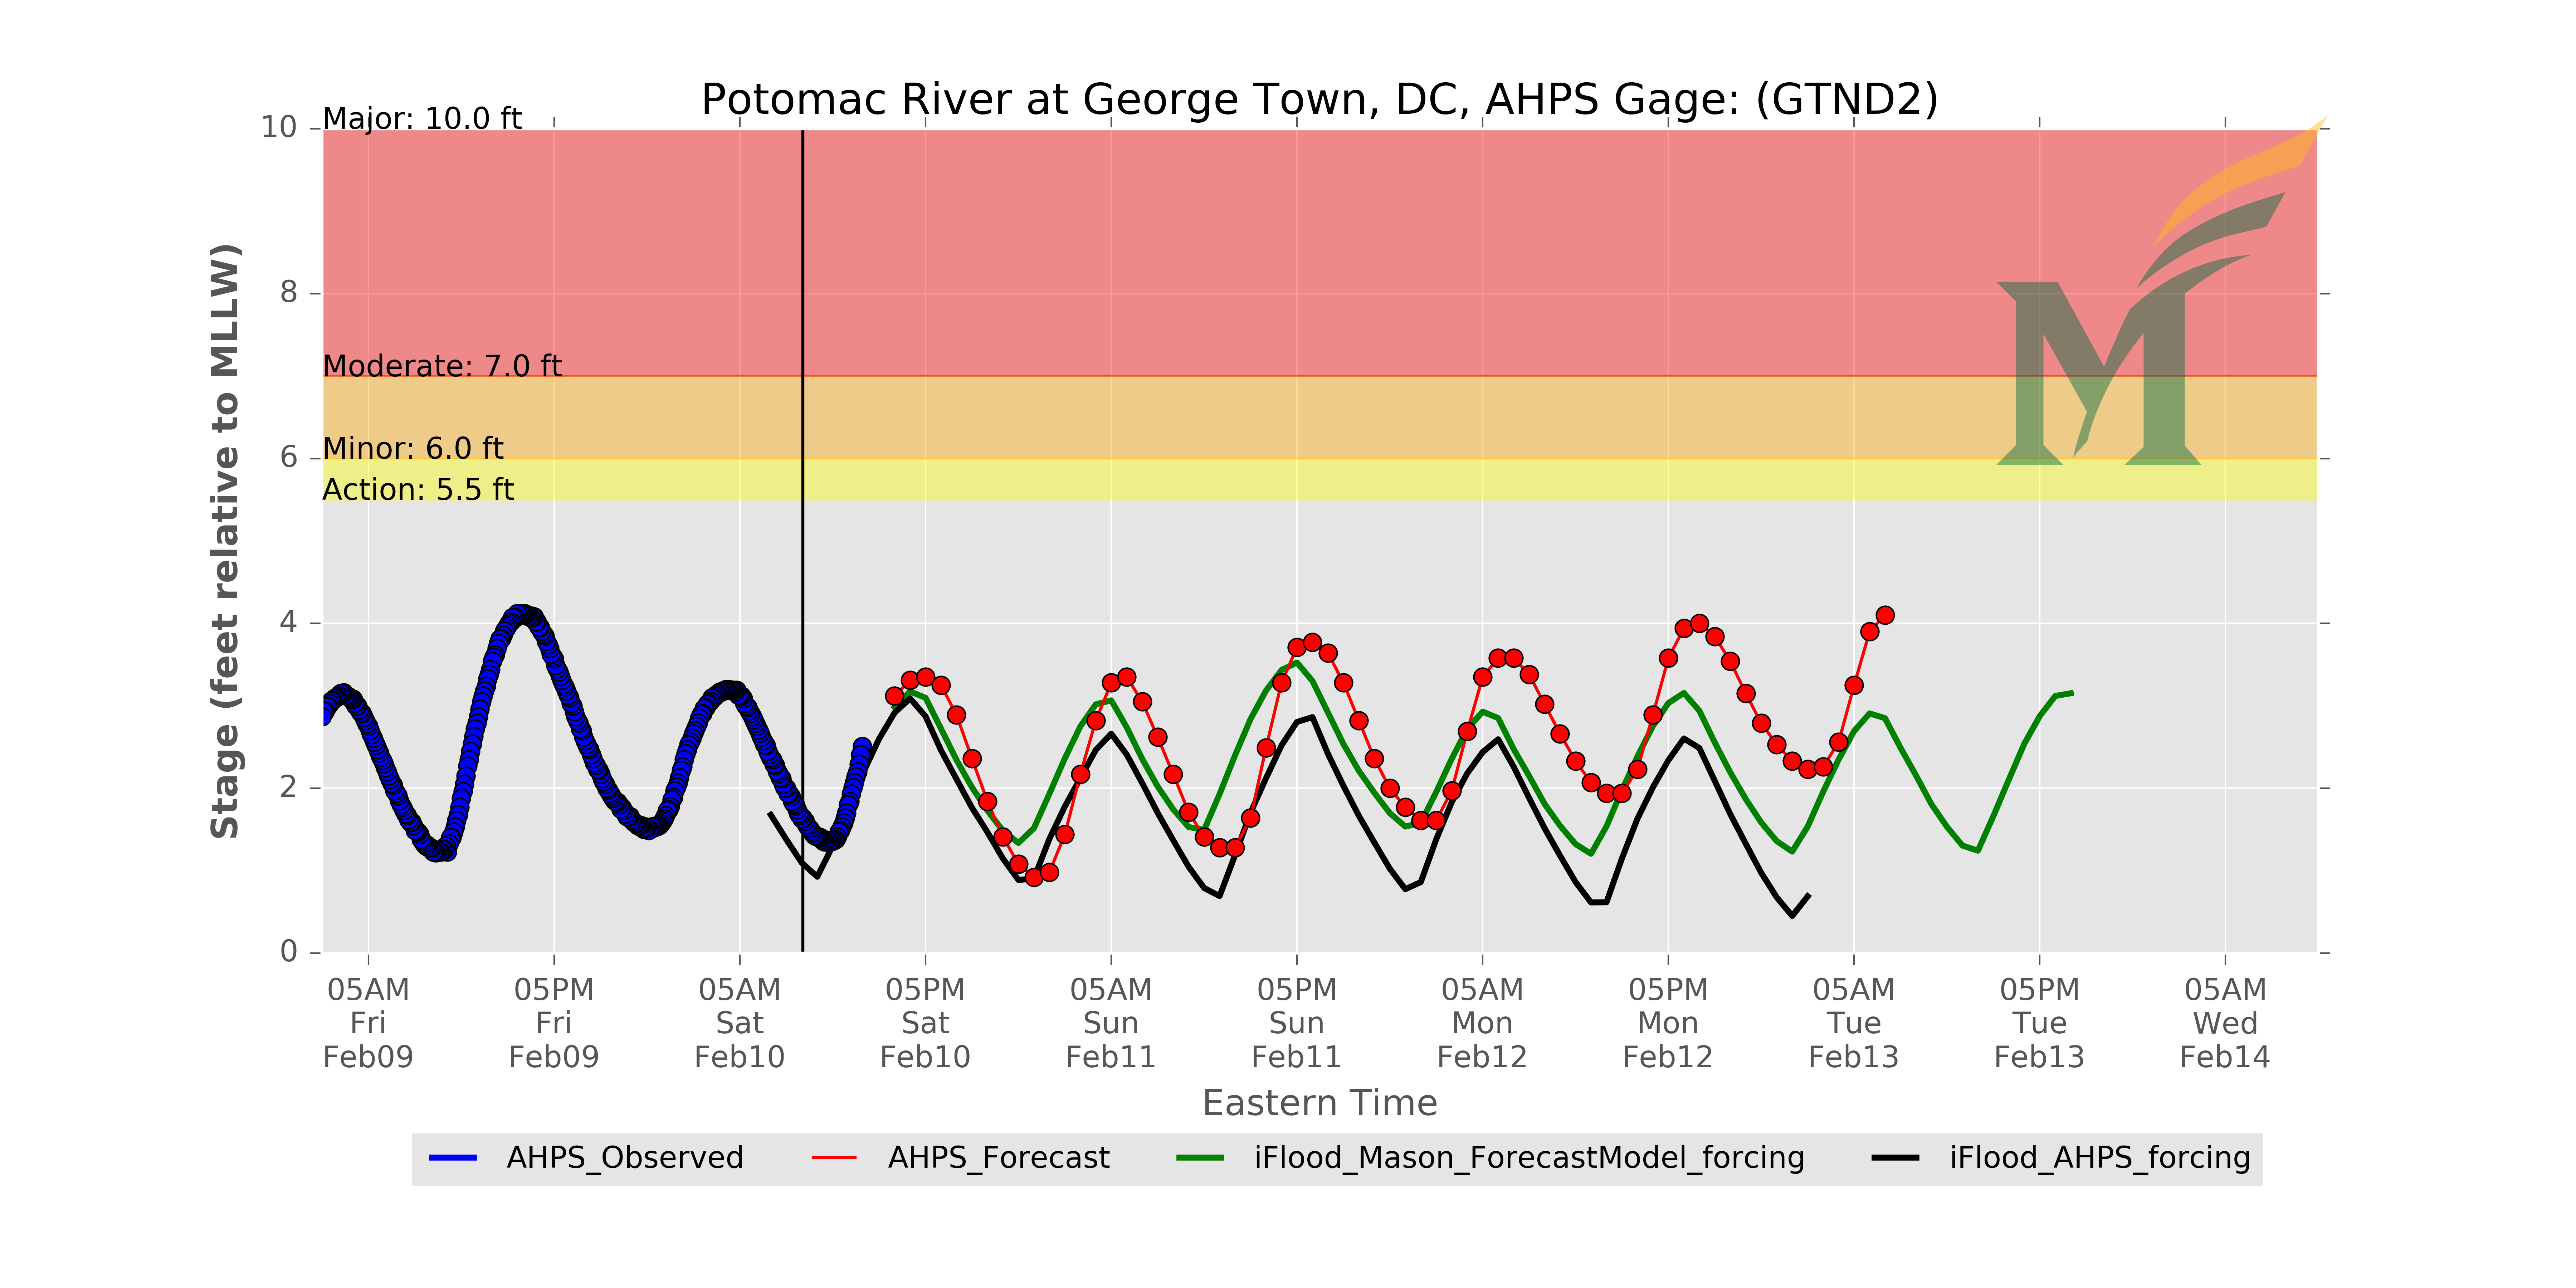 Potomac River at George Town, DC, AHPS Gage: (GTND2)
Major: 10.0 ft
Moderate: 7.0 ft
Minor: 6.0 ft
Action: 5.5 ft
10
8
6
4
2
0
Stage (feet relative to MLLW)
05AM 05PM 05AM 05PM 05AM 05PM 05AM 05PM 05AM 05PM 05AM
Fri Fri Sat Sat Sun Sun Mon Mon Tue Tue Wed
Feb09 Feb09 Feb10 Feb10 Feb11 Feb11 Feb12 Feb12 Feb13 Feb13 Feb14
Eastern Time
AHPS_Observed AHPS_Forecast iFlood_Mason_ForecastModel_forcing iFlood_AHPS_forcing
M